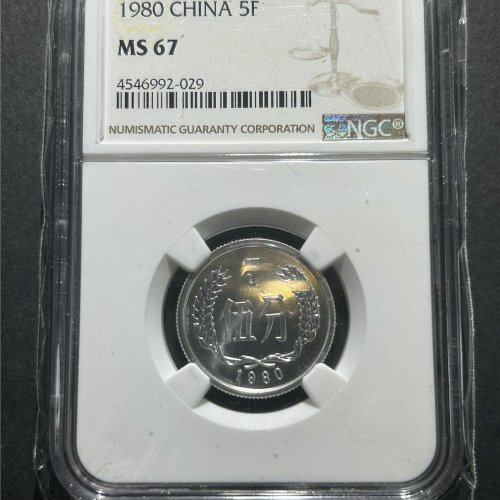 1980 CHINA 5F
MS 67
4546992-029
NUMISMATIC GUARANTY CORPORATION
NGC®
5
伍分
1980